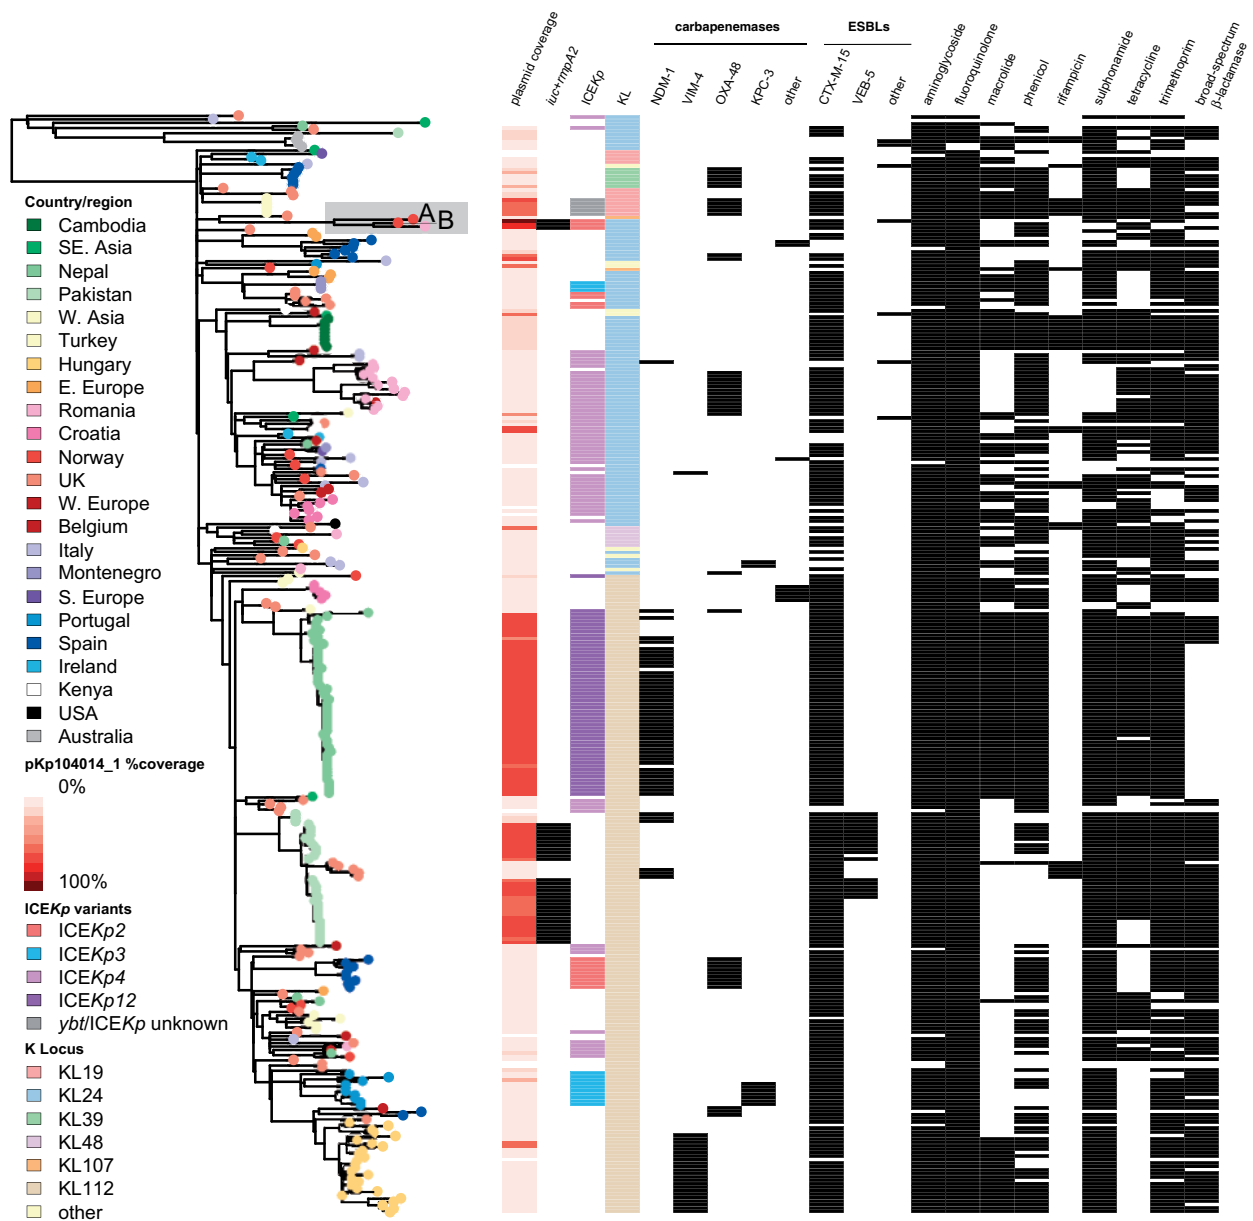 carbapenemases
ESBLs
plasmid coverage
iuc+rmpA2
ICEKp
KL
NDM-1
VIM-4
OXA-48
KPC-3
other
CTX-M-15
VEB-5
other
aminoglycoside
fluoroquinolone
macrolide
phenicol
rifampicin
sulphonamide
tetracycline
trimethoprim
broad-spectrum
β-lactamase
A
B
Country/region
Cambodia
SE. Asia
Nepal
Pakistan
W. Asia
Turkey
Hungary
E. Europe
Romania
Croatia
Norway
UK
W. Europe
Belgium
Italy
Montenegro
S. Europe
Portugal
Spain
Ireland
Kenya
USA
Australia
pKp104014_1 %coverage
0%
100%
ICEKp variants
ICEKp2
ICEKp3
ICEKp4
ICEKp12
ybt/ICEKp unknown
K Locus
KL19
KL24
KL39
KL48
KL107
KL112
other